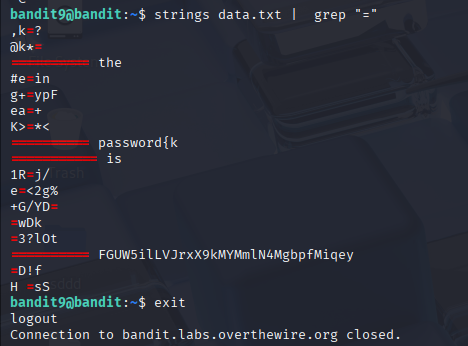 bandit9@bandit:~$ strings data.txt |  grep "="
,k=?
@k*=
========== the
#e=in
g+=ypF
ea=+
K>=*<
========== password{k
=========== is
1R=j/
e=<2g%
+G/YD=
=wDk
=3?lOt
========== FGUW5ilLVJrxX9kMYMmlN4MgbpfMiqey
=D!f
H =sS
bandit9@bandit:~$ exit
logout
Connection to bandit.labs.overthewire.org closed.